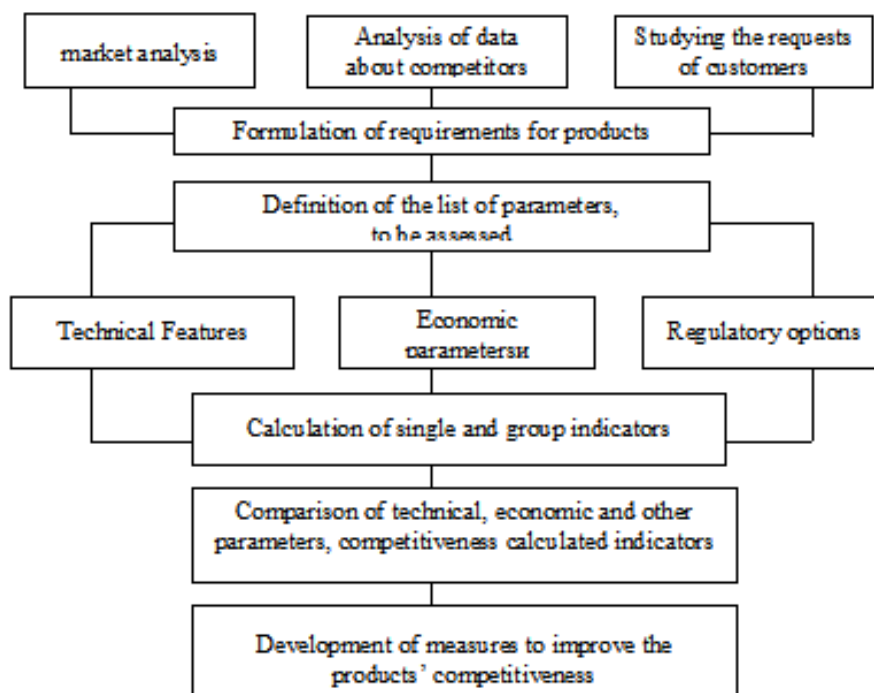 market analysis
Analysis of data
about competitors
Studying the requests
of customers
Formulation of requirements for products
Definition of the list of parameters,
to be assessed
Technical Features
Economic
parametersи
Regulatory options
Calculation of single and group indicators
Comparison of technical, economic and other
parameters, competitiveness calculated indicators
Development of measures to improve the
products’ competitiveness